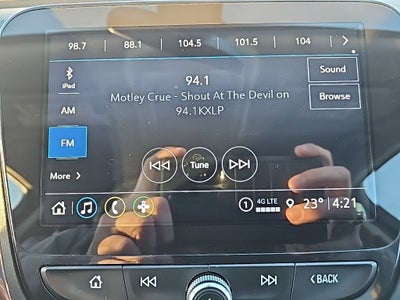 98.7 88.1 104.5 101.5 104
94.1
Sound
iPad
Motley Crue - Shout At The Devil on
94.1KXLP
Browse
AM
FM
Tune
More
1 4G LTE 23° 4:21
BACK